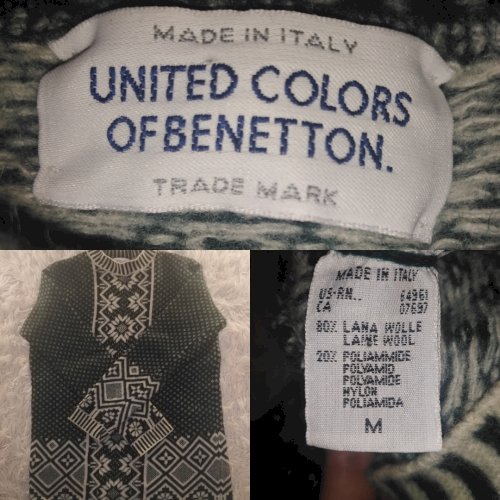 MADE IN ITALY
UNITED COLORS
OF BENETTON.
TRADE MARK
MADE IN ITALY
US-RN.. 64961
CA 07697
80% LANA WOLLE
LAINE WOOL
20% POLIAMMIDE
POLYAMID
POLYAMIDE
NYLON
POLIAMIDA
M